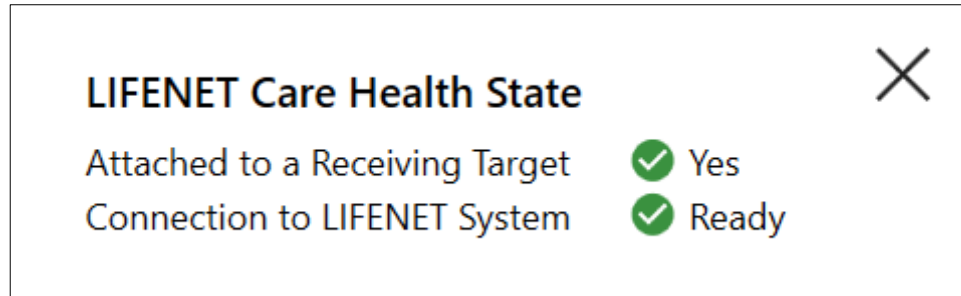 LIFENET Care Health State
Attached to a Receiving Target Yes
Connection to LIFENET System Ready